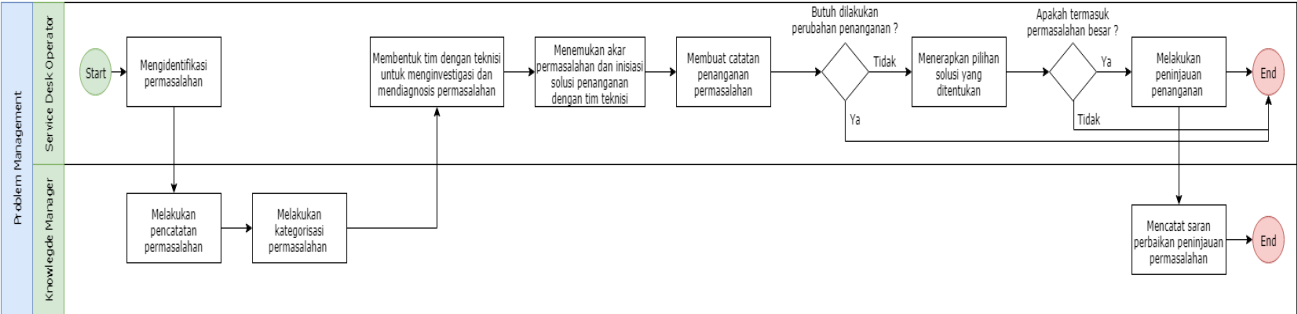 Problem Management
Service Desk Operator
Start
Mengidentifikasi
permasalahan
Membentuk tim dengan teknisi
untuk menginvestigasi dan
mendiagnosis permasalahan
Menemukan akar
permasalahan dan inisiasi
solusi penanganan
dengan tim teknisi
Membuat catatan
penanganan
permasalahan
Butuh dilakukan
perubahan penanganan ?
Tidak
Ya
Menerapkan pilihan
solusi yang
ditentukan
Apakah termasuk
permasalahan besar ?
Ya
Tidak
Melakukan
peninjauan
penanganan
End
Knowlegde Manager
Melakukan
pencatatan
permasalahan
Melakukan
kategorisasi
permasalahan
Mencatat saran
perbaikan peninjauan
permasalahan
End